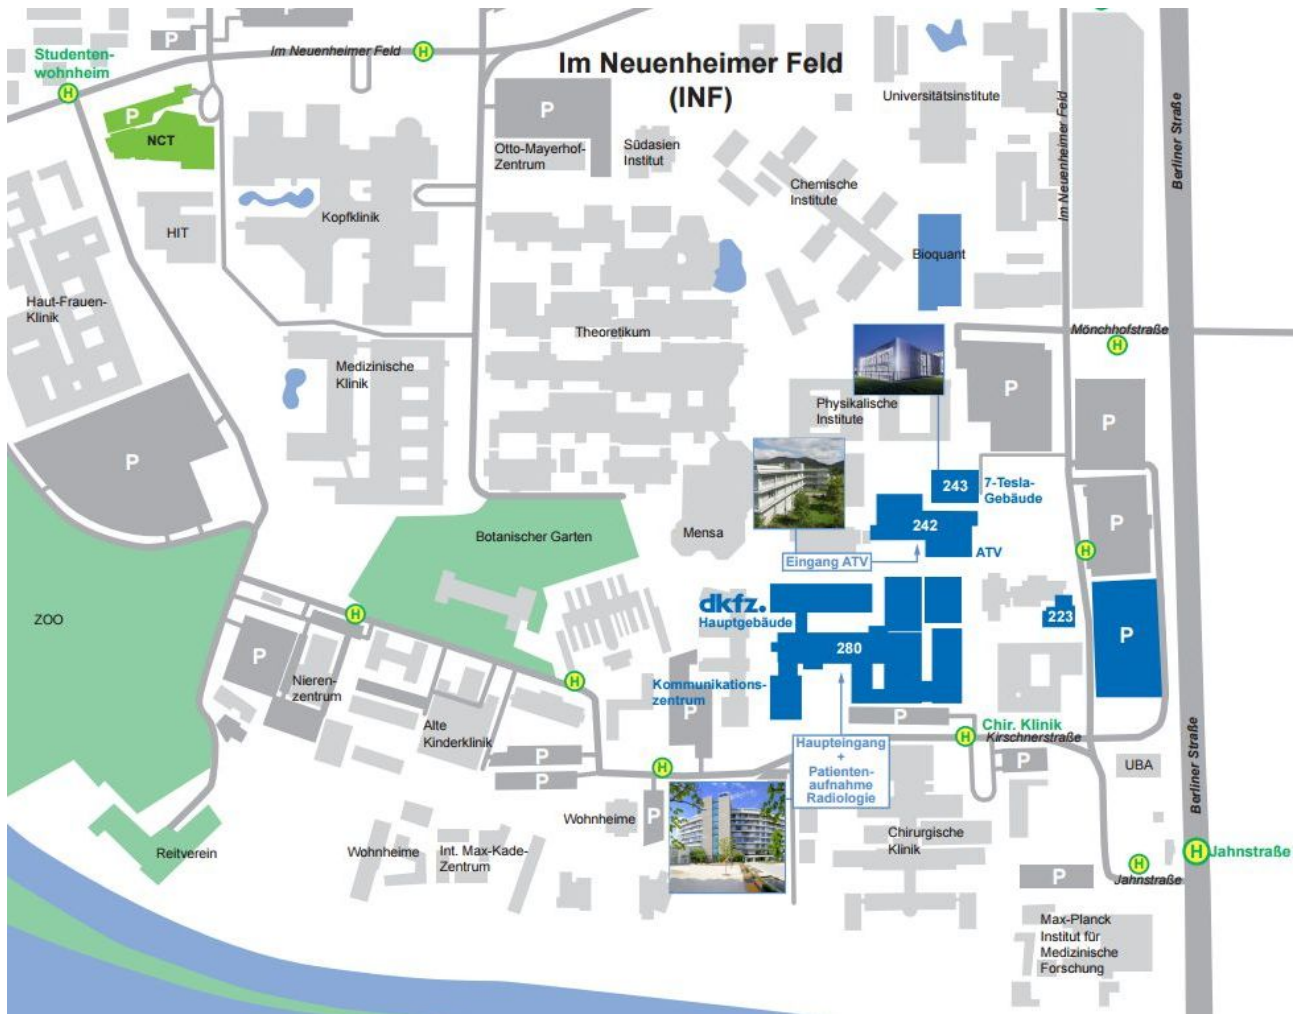 Im Neuenheimer Feld
(INF)
Studenten-
wohnheim
H
P
Im Neuenheimer Feld
H
P
NCT
HIT
Kopfklinik
P
Otto-Mayerhof-
Zentrum
Südasien
Institut
Universitätsinstitute
Chemische
Institute
Im Neuenheimer Feld
Berliner Straße
Bioquant
Haut-Frauen-
Klinik
Theoretikum
Medizinische
Klinik
Mönchhofstraße
H
P
Physikalische
Institute
P
P
P
243
7-Tesla-
Gebäude
242
ATV
Eingang ATV
H
Mensa
Botanischer Garten
ZOO
H
dkfz.
Hauptgebäude
280
223
P
P
Nieren-
zentrum
H
Kommunikations-
zentrum
P
P
Alte
Kinderklinik
Chir. Klinik
H
Kirschnerstraße
P
P
P
H
Haupteingang
+
Patienten-
aufnahme
Radiologie
UBA
Berliner Straße
Wohnheime
P
Chirurgische
Klinik
Reitverein
Wohnheime
Int. Max-Kade-
Zentrum
H
Jahnstraße
H
Jahnstraße
P
Max-Planck
Institut für
Medizinische
Forschung